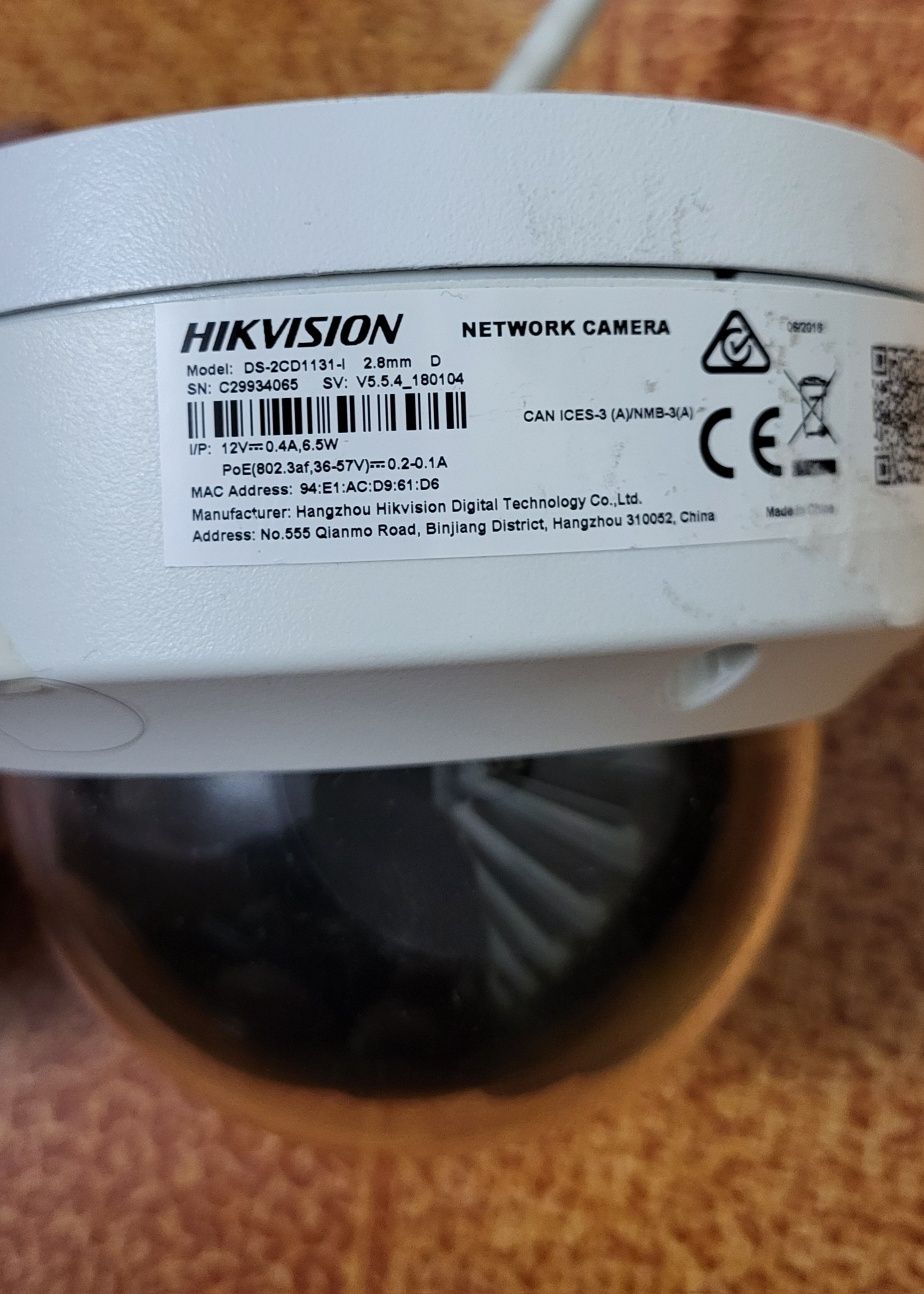 HIKVISION NETWORK CAMERA
06/2018
Model: DS-2CD1131-I 2.8mm D
SN: C29934065 SV: V5.5.4_180104
CAN ICES-3 (A)/NMB-3(A)
CE
I/P: 12V⎓0.4A,6.5W
PoE(802.3af,36-57V)⎓0.2-0.1A
MAC Address: 94:E1:AC:D9:61:D6
Manufacturer: Hangzhou Hikvision Digital Technology Co.,Ltd.
Address: No.555 Qianmo Road, Binjiang District, Hangzhou 310052, China
Made in China